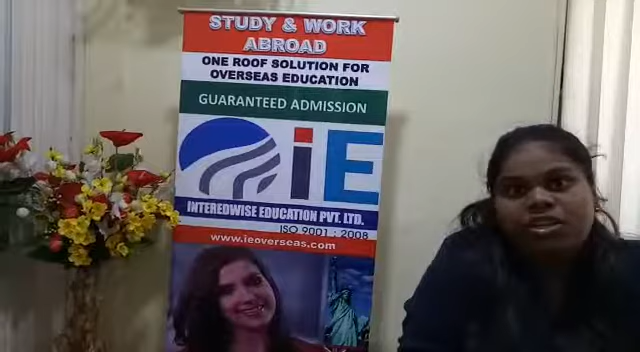 STUDY & WORK
ABROAD
ONE ROOF SOLUTION FOR
OVERSEAS EDUCATION
GUARANTEED ADMISSION
iE
INTEREDWISE EDUCATION PVT. LTD.
ISO 9001 : 2008
www.ieoverseas.com